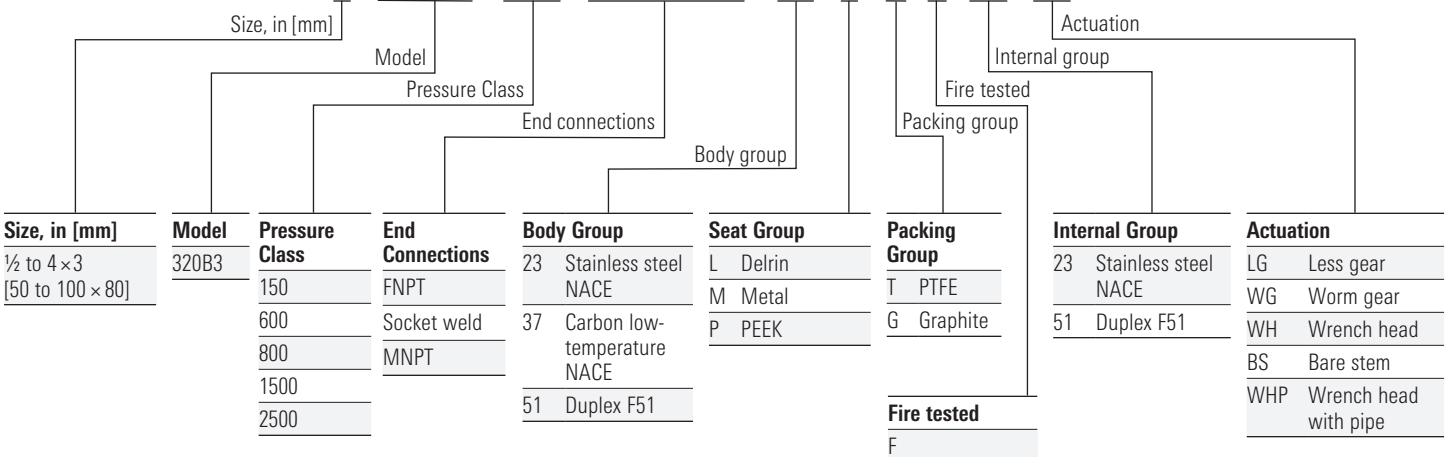 Size, in [mm]
Model
Pressure Class
End connections
Body group
Packing group
Fire tested
Internal group
Actuation
Size, in [mm]
½ to 4 × 3
[50 to 100 × 80]
Model
320B3
Pressure
Class
150
600
800
1500
2500
End
Connections
FNPT
Socket weld
MNPT
Body Group
23 Stainless steel
NACE
37 Carbon low-
temperature
NACE
51 Duplex F51
Seat Group
L Delrin
M Metal
P PEEK
Packing
Group
T PTFE
G Graphite
Fire tested
F
Internal Group
23 Stainless steel
NACE
51 Duplex F51
Actuation
LG Less gear
WG Worm gear
WH Wrench head
BS Bare stem
WHP Wrench head
with pipe